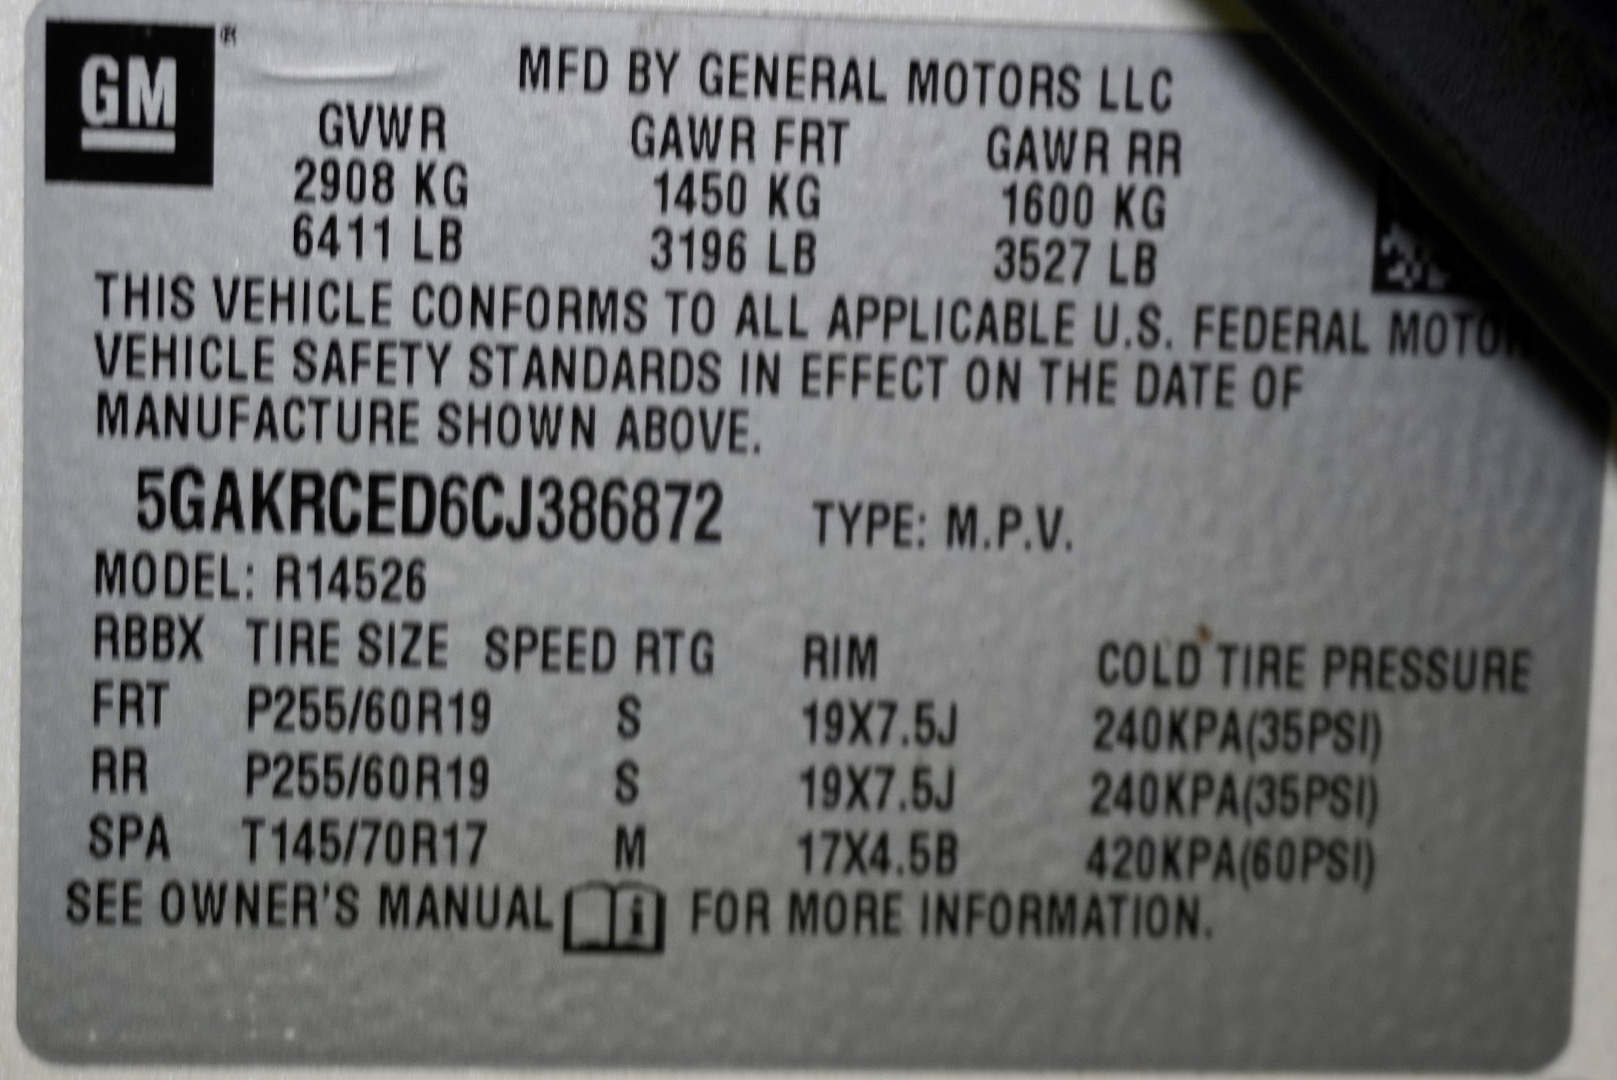 GM ®
MFD BY GENERAL MOTORS LLC
GVWR GAWR FRT GAWR RR
2908 KG 1450 KG 1600 KG
6411 LB 3196 LB 3527 LB
THIS VEHICLE CONFORMS TO ALL APPLICABLE U.S. FEDERAL MOTOR
VEHICLE SAFETY STANDARDS IN EFFECT ON THE DATE OF
MANUFACTURE SHOWN ABOVE.
5GAKRCED6CJ386872 TYPE: M.P.V.
MODEL: R14526
RBBX TIRE SIZE SPEED RTG RIM COLD TIRE PRESSURE
FRT P255/60R19 S 19X7.5J 240KPA(35PSI)
RR P255/60R19 S 19X7.5J 240KPA(35PSI)
SPA T145/70R17 M 17X4.5B 420KPA(60PSI)
SEE OWNER'S MANUAL i FOR MORE INFORMATION.